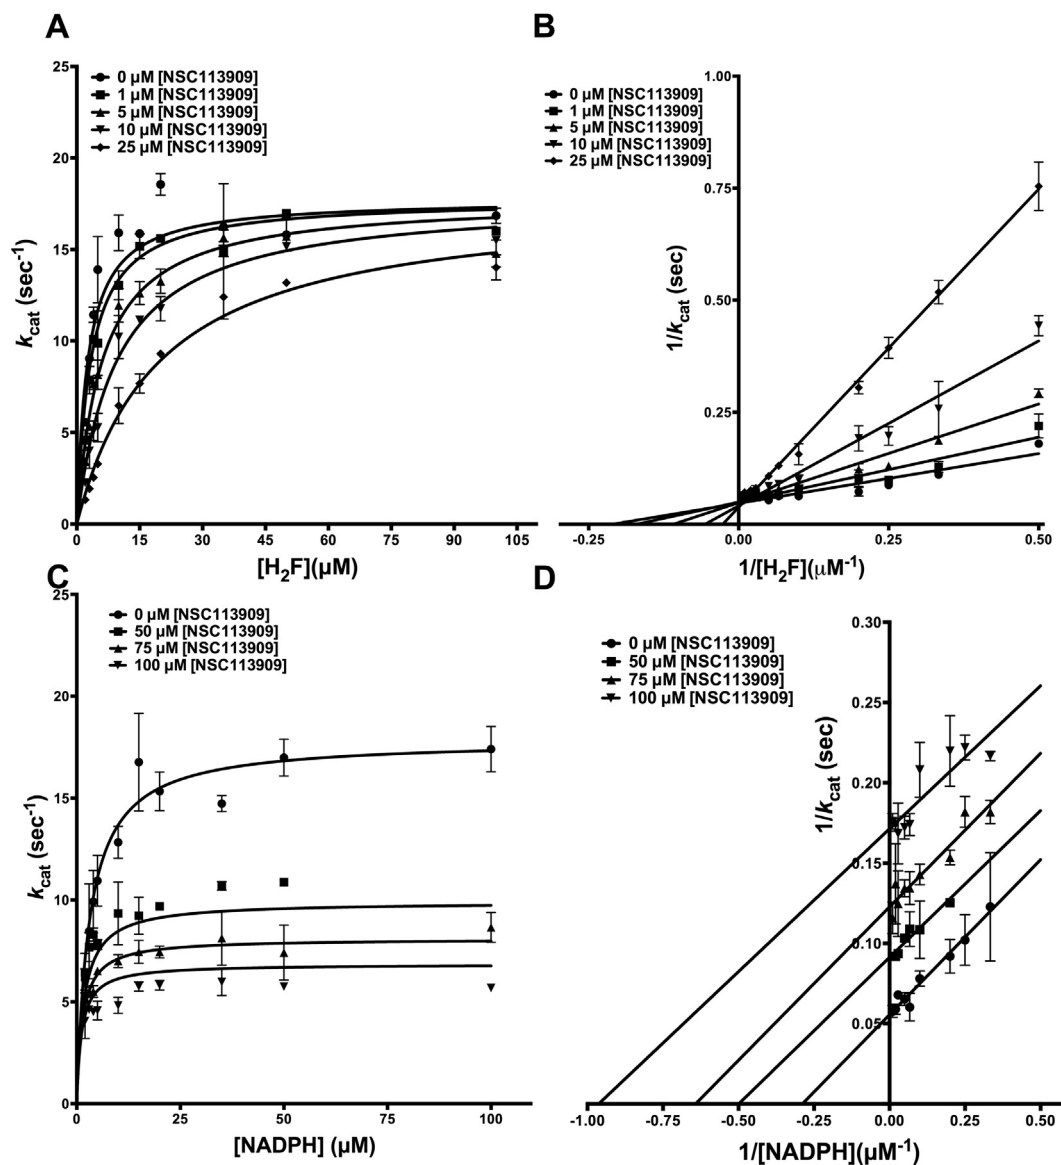 A
25
20
15
10
5
0
k_cat (sec⁻¹)
0 μM [NSC113909]
1 μM [NSC113909]
5 μM [NSC113909]
10 μM [NSC113909]
25 μM [NSC113909]
0 15 30 45 60 75 90 105
[H₂F](μM)
B
1.00
0.75
0.50
0.25
1/k_cat (sec)
0 μM [NSC113909]
1 μM [NSC113909]
5 μM [NSC113909]
10 μM [NSC113909]
25 μM [NSC113909]
-0.25 0.00 0.25 0.50
1/[H₂F](μM⁻¹)
C
25
20
15
10
5
0
k_cat (sec⁻¹)
0 μM [NSC113909]
50 μM [NSC113909]
75 μM [NSC113909]
100 μM [NSC113909]
0 25 50 75 100
[NADPH] (μM)
D
0.30
0.25
0.20
0.15
0.10
0.05
1/k_cat (sec)
0 μM [NSC113909]
50 μM [NSC113909]
75 μM [NSC113909]
100 μM [NSC113909]
-1.00 -0.75 -0.50 -0.25 0.00 0.25 0.50
1/[NADPH](μM⁻¹)